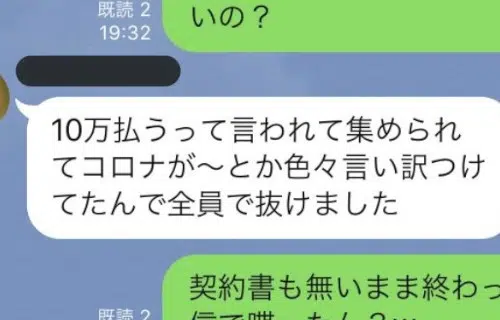 いの？
既読 2
19:32
10万払うって言われて集められ
てコロナが〜とか色々言い訳つけ
てたんで全員で抜けました
契約書も無いまま終わっ
既読 2